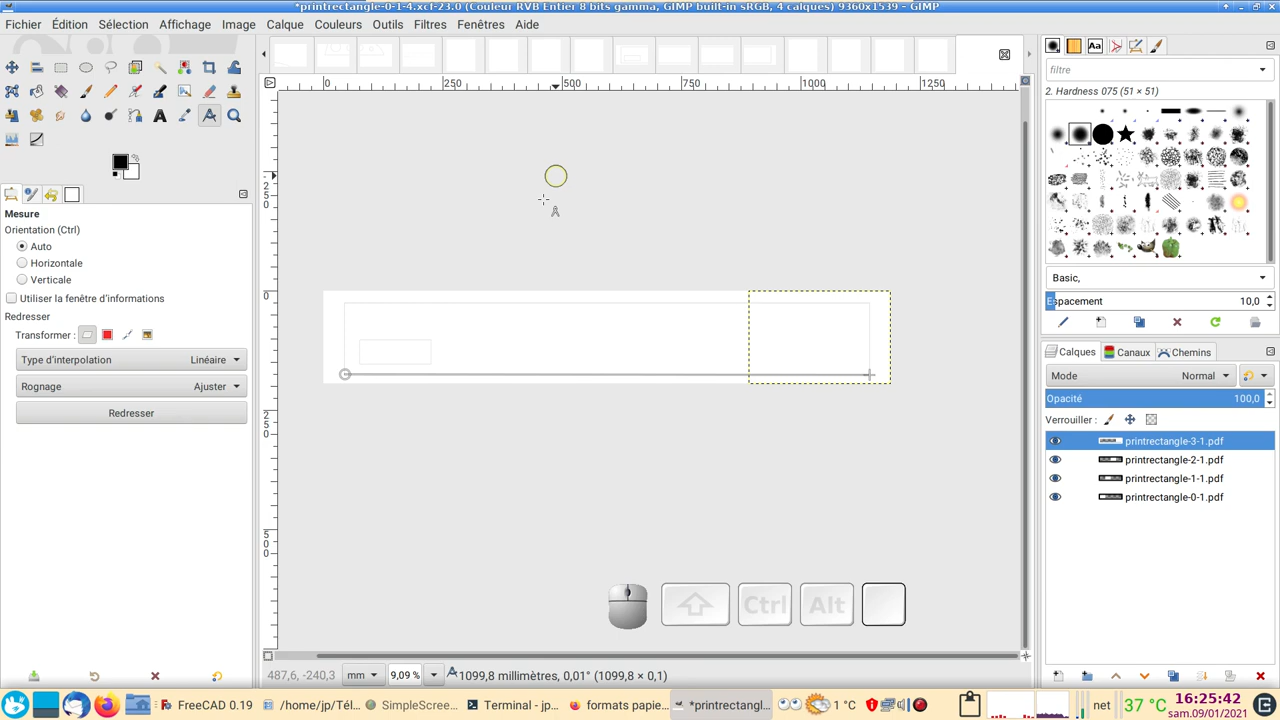 *printrectangle-0-1-4.xcf-23.0 (Couleur RVB Entier 8 bits gamma, GIMP built-in sRGB, 4 calques) 9360x1539 – GIMP
Fichier Édition Sélection Affichage Image Calque Couleurs Outils Filtres Fenêtres Aide
filtre
0 250 500 750 1000 1250
2. Hardness 075 (51 × 51)
Mesure
Orientation (Ctrl)
Auto
Horizontale
Verticale
Utiliser la fenêtre d'informations
Redresser
Transformer :
Type d'interpolation Linéaire
Rognage Ajuster
Redresser
-250
0
250
500
Basic,
Espacement 10,0
Calques Canaux Chemins
Mode Normal
Opacité 100,0
Verrouiller :
printrectangle-3-1.pdf
printrectangle-2-1.pdf
printrectangle-1-1.pdf
printrectangle-0-1.pdf
Ctrl Alt
487,6, -240,3 mm 9,09 % 1099,8 millimètres, 0,01° (1099,8 × 0,1)
FreeCAD 0.19 /home/jp/Tél... SimpleScree... Terminal - jp... formats papie... *printrectangl... 1 °C net 37 °C 16:25:42
sam.09/01/2021